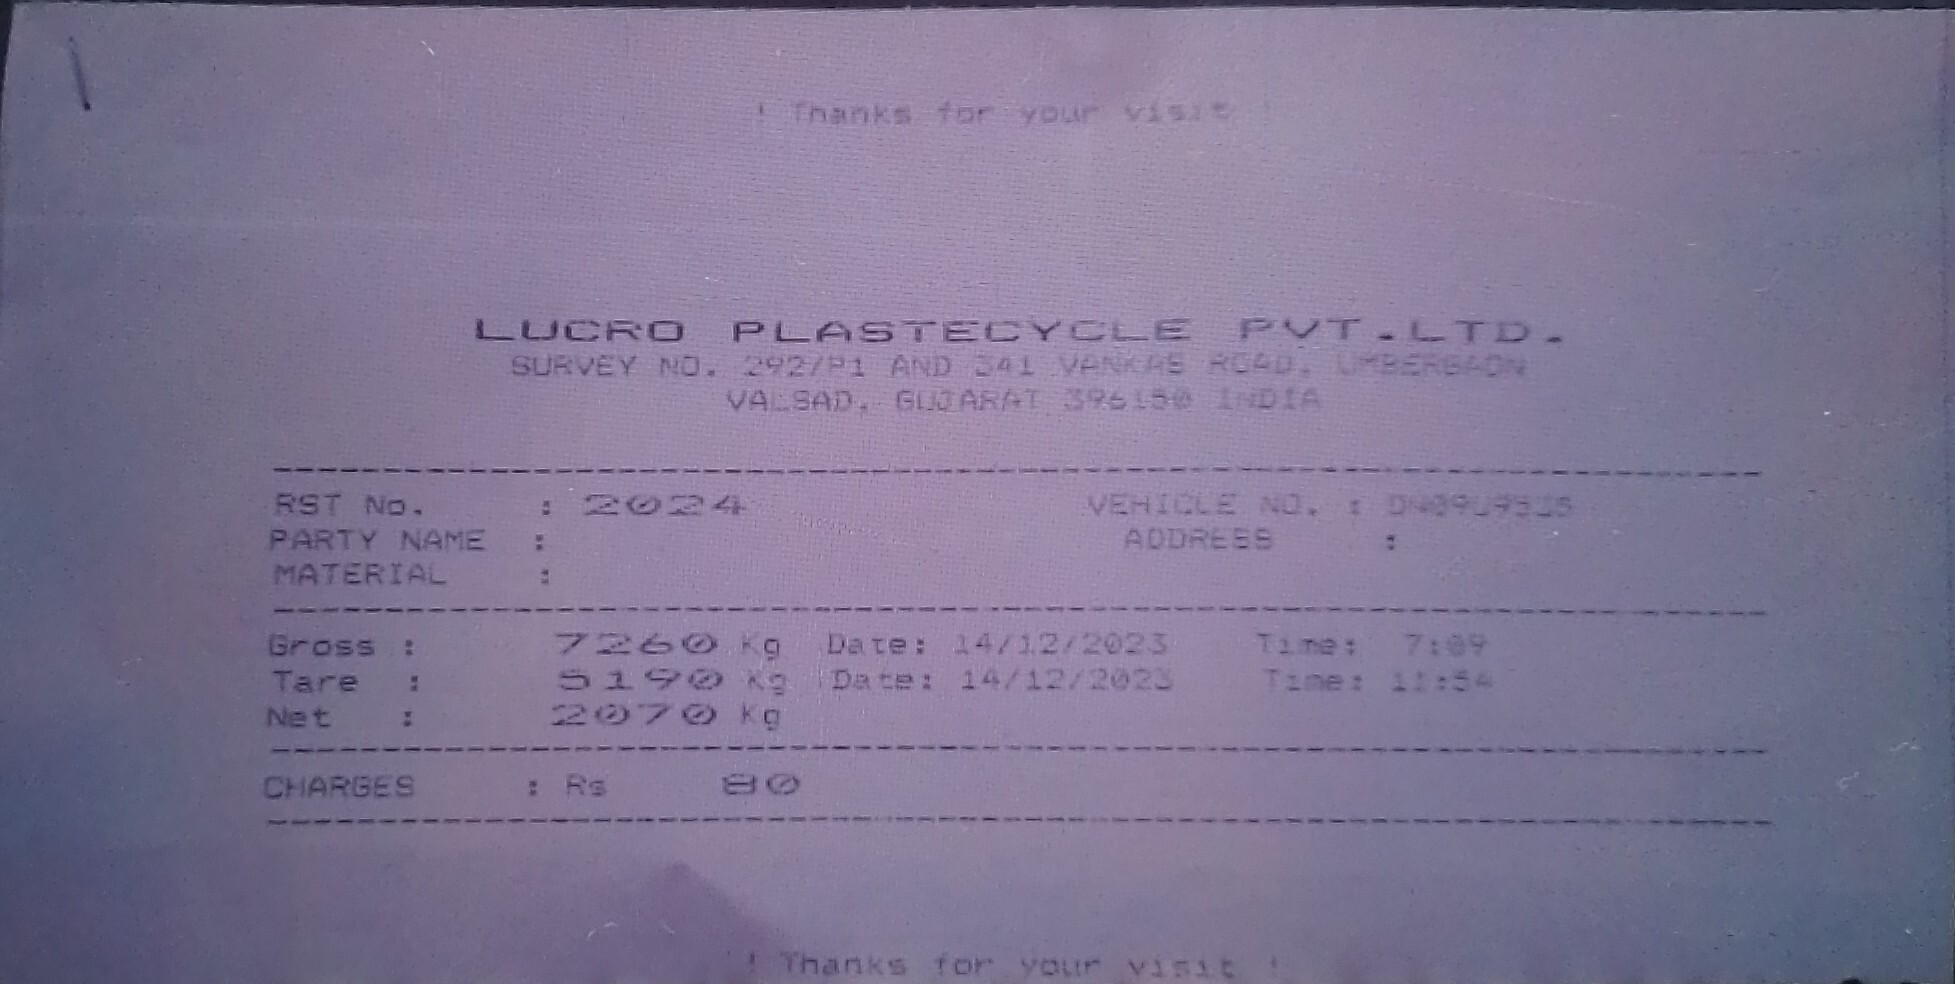 ! Thanks for your visit !
LUCRO PLASTECYCLE PVT.LTD.
SURVEY NO. 292/P1 AND 341 VANKAS ROAD, UMBERGAON
VALSAD, GUJARAT 396150 INDIA
RST No. : 2024 VEHICLE NO. :
PARTY NAME : ADDRESS :
MATERIAL :
Gross : 7260 Kg Date: 14/12/2023 Time: 7:09
Tare : 5190 Kg Date: 14/12/2023 Time: 11:54
Net : 2070 Kg
CHARGES : Rs 80
! Thanks for your visit !